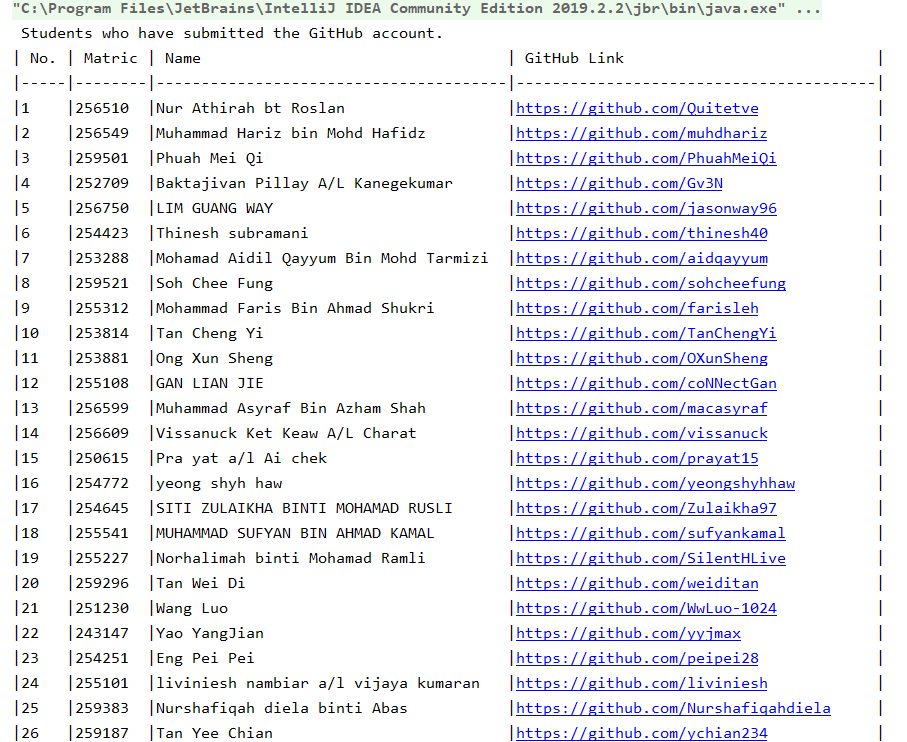 "C:\Program Files\JetBrains\IntelliJ IDEA Community Edition 2019.2.2\jbr\bin\java.exe" ...
Students who have submitted the GitHub account.
| No. | Matric | Name | GitHub Link |
|-----|--------|---------------------------------------|----------------------------------------|
|1 |256510 |Nur Athirah bt Roslan |https://github.com/Quitetve |
|2 |256549 |Muhammad Hariz bin Mohd Hafidz |https://github.com/muhdhariz |
|3 |259501 |Phuah Mei Qi |https://github.com/PhuahMeiQi |
|4 |252709 |Baktajivan Pillay A/L Kanegekumar |https://github.com/Gv3N |
|5 |256750 |LIM GUANG WAY |https://github.com/jasonway96 |
|6 |254423 |Thinesh subramani |https://github.com/thinesh40 |
|7 |253288 |Mohamad Aidil Qayyum Bin Mohd Tarmizi |https://github.com/aidqayyum |
|8 |259521 |Soh Chee Fung |https://github.com/sohcheefung |
|9 |255312 |Mohammad Faris Bin Ahmad Shukri |https://github.com/farisleh |
|10 |253814 |Tan Cheng Yi |https://github.com/TanChengYi |
|11 |253881 |Ong Xun Sheng |https://github.com/OXunSheng |
|12 |255108 |GAN LIAN JIE |https://github.com/coNNectGan |
|13 |256599 |Muhammad Asyraf Bin Azham Shah |https://github.com/macasyraf |
|14 |256609 |Vissanuck Ket Keaw A/L Charat |https://github.com/vissanuck |
|15 |250615 |Pra yat a/l Ai chek |https://github.com/prayat15 |
|16 |254772 |yeong shyh haw |https://github.com/yeongshyhhaw |
|17 |254645 |SITI ZULAIKHA BINTI MOHAMAD RUSLI |https://github.com/Zulaikha97 |
|18 |255541 |MUHAMMAD SUFYAN BIN AHMAD KAMAL |https://github.com/sufyankamal |
|19 |255227 |Norhalimah binti Mohamad Ramli |https://github.com/SilentHLive |
|20 |259296 |Tan Wei Di |https://github.com/weiditan |
|21 |251230 |Wang Luo |https://github.com/WwLuo-1024 |
|22 |243147 |Yao YangJian |https://github.com/yyjmax |
|23 |254251 |Eng Pei Pei |https://github.com/peipei28 |
|24 |255101 |liviniesh nambiar a/l vijaya kumaran |https://github.com/liviniesh |
|25 |259383 |Nurshafiqah diela binti Abas |https://github.com/Nurshafiqahdiela |
|26 |259187 |Tan Yee Chian |https://github.com/ychian234 |